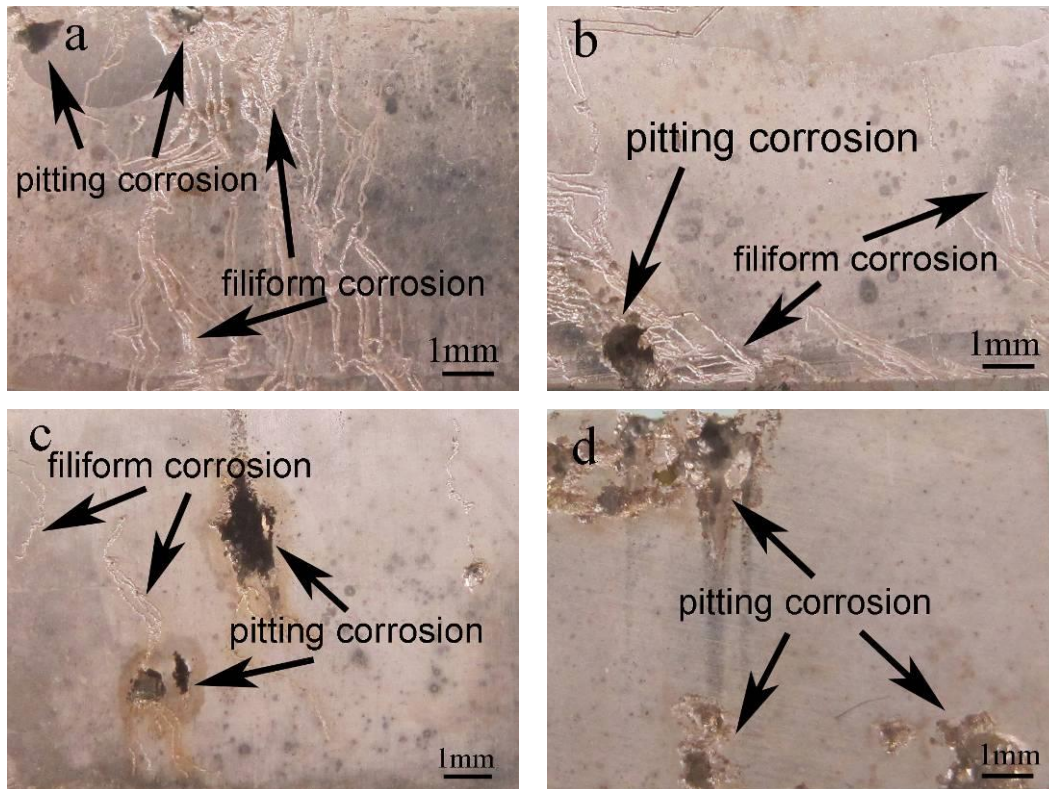 a
pitting corrosion
filiform corrosion
1mm
b
pitting corrosion
filiform corrosion
1mm
c
filiform corrosion
pitting corrosion
1mm
d
pitting corrosion
1mm